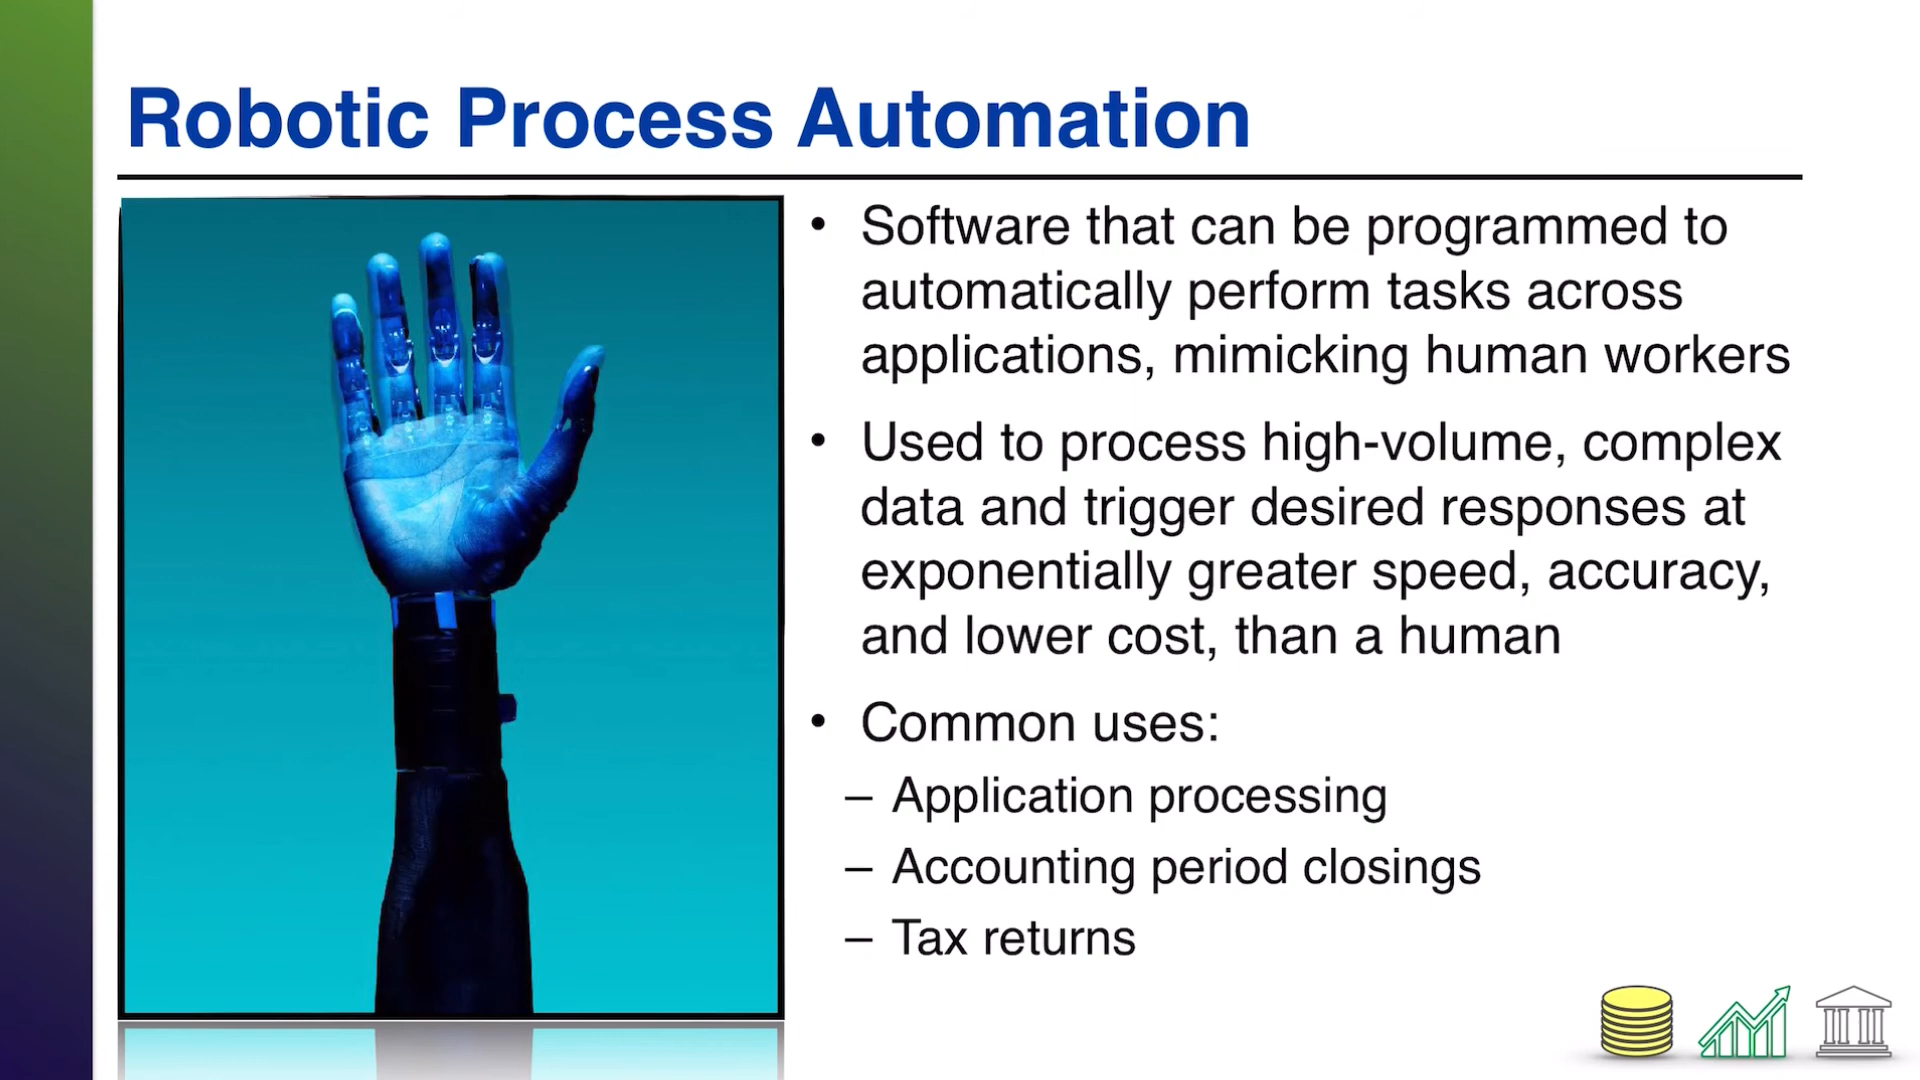 Robotic Process Automation
• Software that can be programmed to
automatically perform tasks across
applications, mimicking human workers
• Used to process high-volume, complex
data and trigger desired responses at
exponentially greater speed, accuracy,
and lower cost, than a human
• Common uses:
– Application processing
– Accounting period closings
– Tax returns